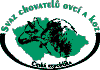 Svaz chovatelů ovcí a koz
Česká republika